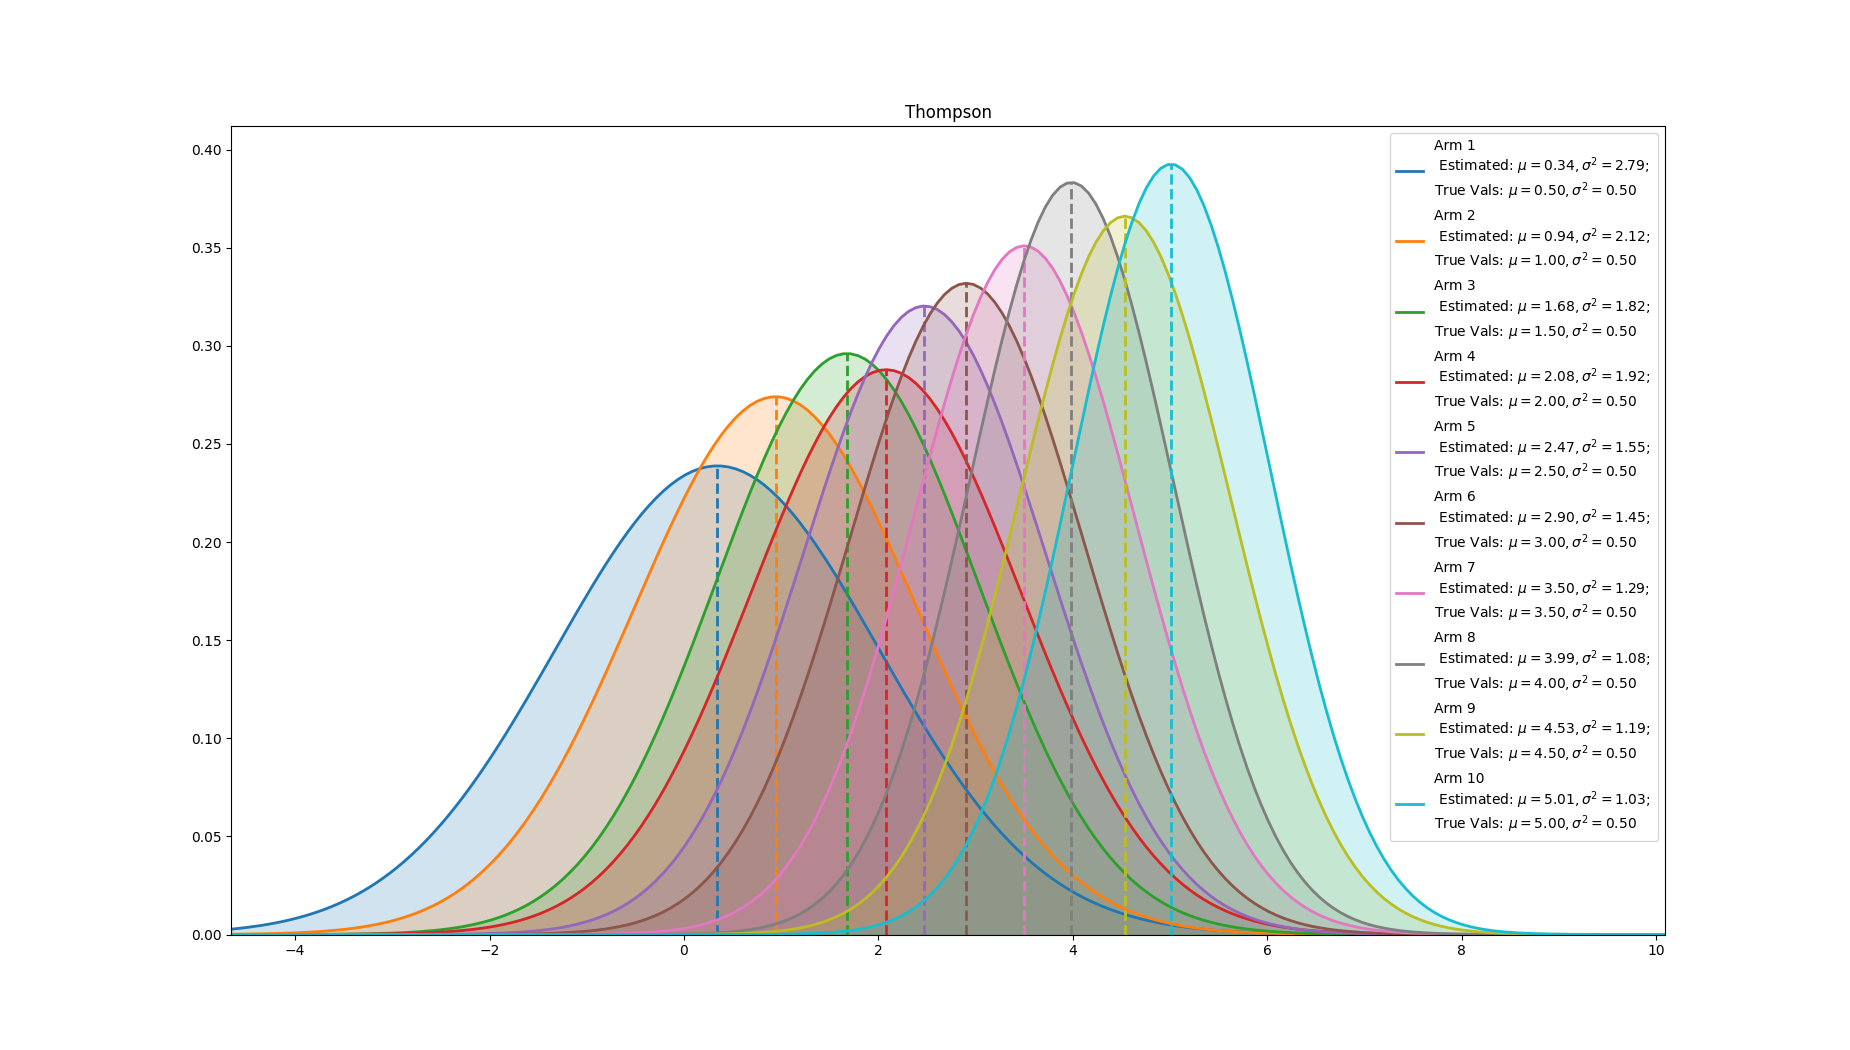 Thompson
0.40
0.35
0.30
0.25
0.20
0.15
0.10
0.05
0.00
−4
−2
0
2
4
6
8
10
Arm 1
Estimated: μ = 0.34, σ² = 2.79;
True Vals: μ = 0.50, σ² = 0.50
Arm 2
Estimated: μ = 0.94, σ² = 2.12;
True Vals: μ = 1.00, σ² = 0.50
Arm 3
Estimated: μ = 1.68, σ² = 1.82;
True Vals: μ = 1.50, σ² = 0.50
Arm 4
Estimated: μ = 2.08, σ² = 1.92;
True Vals: μ = 2.00, σ² = 0.50
Arm 5
Estimated: μ = 2.47, σ² = 1.55;
True Vals: μ = 2.50, σ² = 0.50
Arm 6
Estimated: μ = 2.90, σ² = 1.45;
True Vals: μ = 3.00, σ² = 0.50
Arm 7
Estimated: μ = 3.50, σ² = 1.29;
True Vals: μ = 3.50, σ² = 0.50
Arm 8
Estimated: μ = 3.99, σ² = 1.08;
True Vals: μ = 4.00, σ² = 0.50
Arm 9
Estimated: μ = 4.53, σ² = 1.19;
True Vals: μ = 4.50, σ² = 0.50
Arm 10
Estimated: μ = 5.01, σ² = 1.03;
True Vals: μ = 5.00, σ² = 0.50